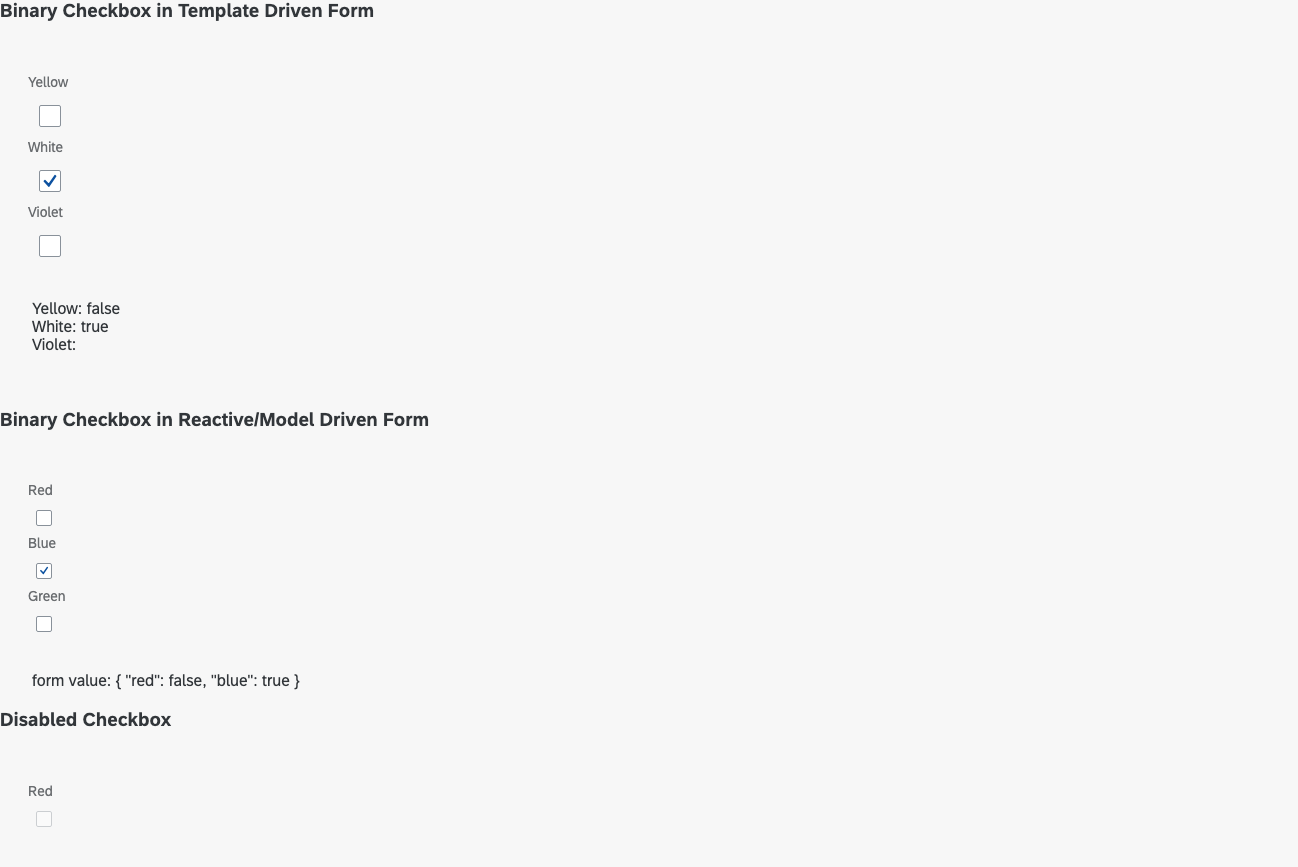 Binary Checkbox in Template Driven Form
Yellow
White
Violet
Yellow: false
White: true
Violet:
Binary Checkbox in Reactive/Model Driven Form
Red
Blue
Green
form value: { "red": false, "blue": true }
Disabled Checkbox
Red